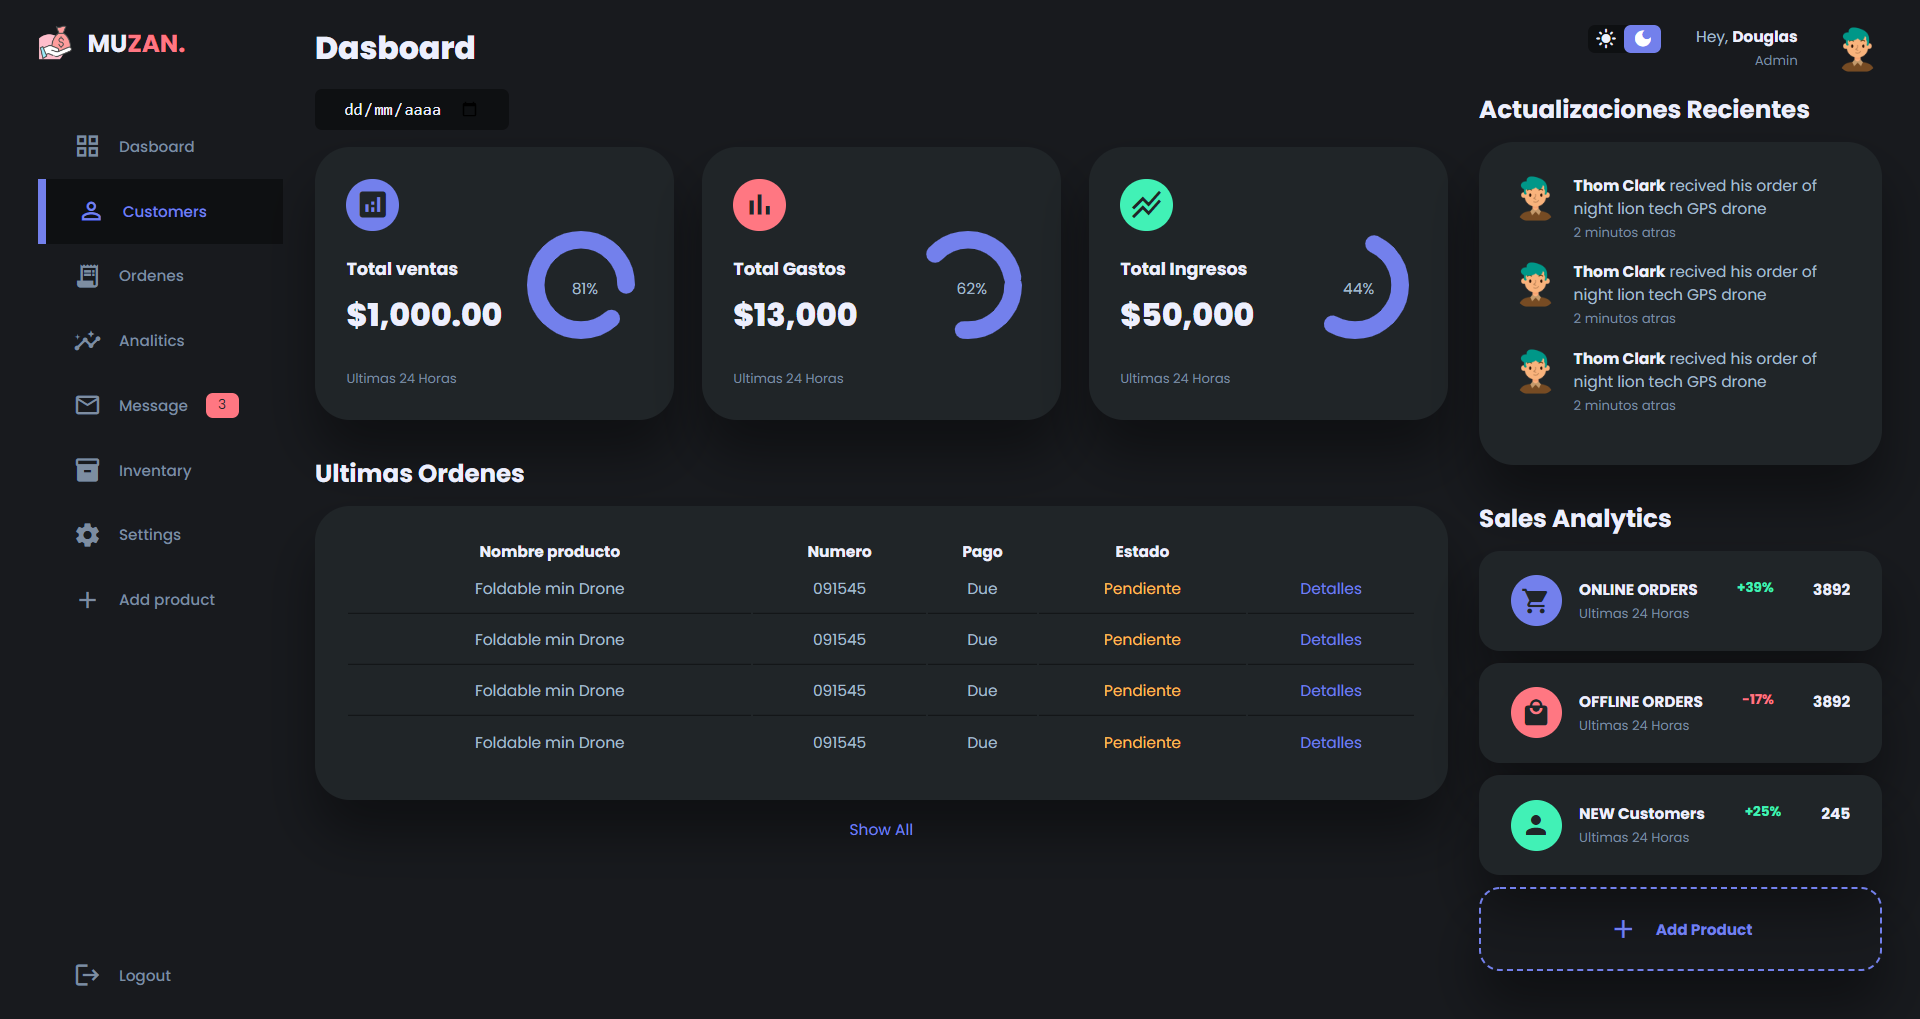 MUZAN.
Dasboard
Customers
Ordenes
Analitics
Message 3
Inventory
Settings
Add product
Logout
Dasboard
dd/mm/aaaa
Total ventas
$1,000.00
81%
Ultimas 24 Horas
Total Gastos
$13,000
62%
Ultimas 24 Horas
Total Ingresos
$50,000
44%
Ultimas 24 Horas
Ultimas Ordenes
Nombre producto Numero Pago Estado
Foldable min Drone 091545 Due Pendiente Detalles
Foldable min Drone 091545 Due Pendiente Detalles
Foldable min Drone 091545 Due Pendiente Detalles
Foldable min Drone 091545 Due Pendiente Detalles
Show All
Hey, Douglas
Admin
Actualizaciones Recientes
Thom Clark recived his order of
night lion tech GPS drone
2 minutos atras
Thom Clark recived his order of
night lion tech GPS drone
2 minutos atras
Thom Clark recived his order of
night lion tech GPS drone
2 minutos atras
Sales Analytics
ONLINE ORDERS +39% 3892
Ultimas 24 Horas
OFFLINE ORDERS -17% 3892
Ultimas 24 Horas
NEW Customers +25% 245
Ultimas 24 Horas
Add Product